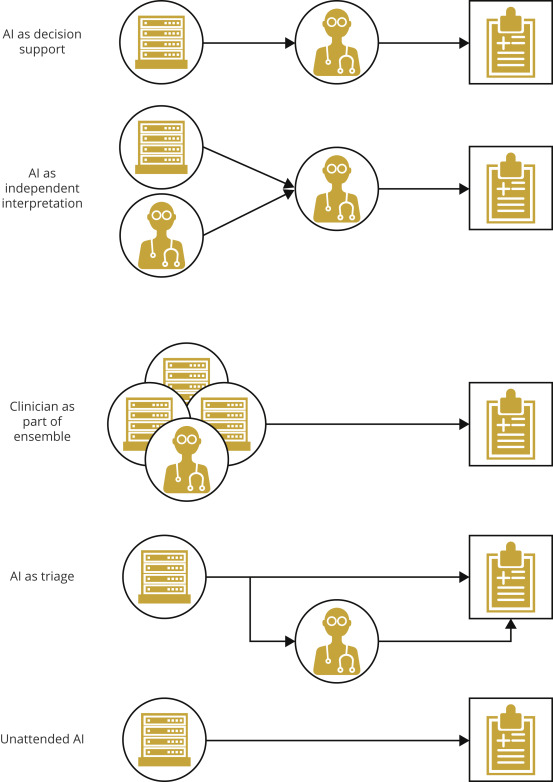 AI as decision
support
AI as
independent
interpretation
Clinician as
part of
ensemble
AI as triage
Unattended AI